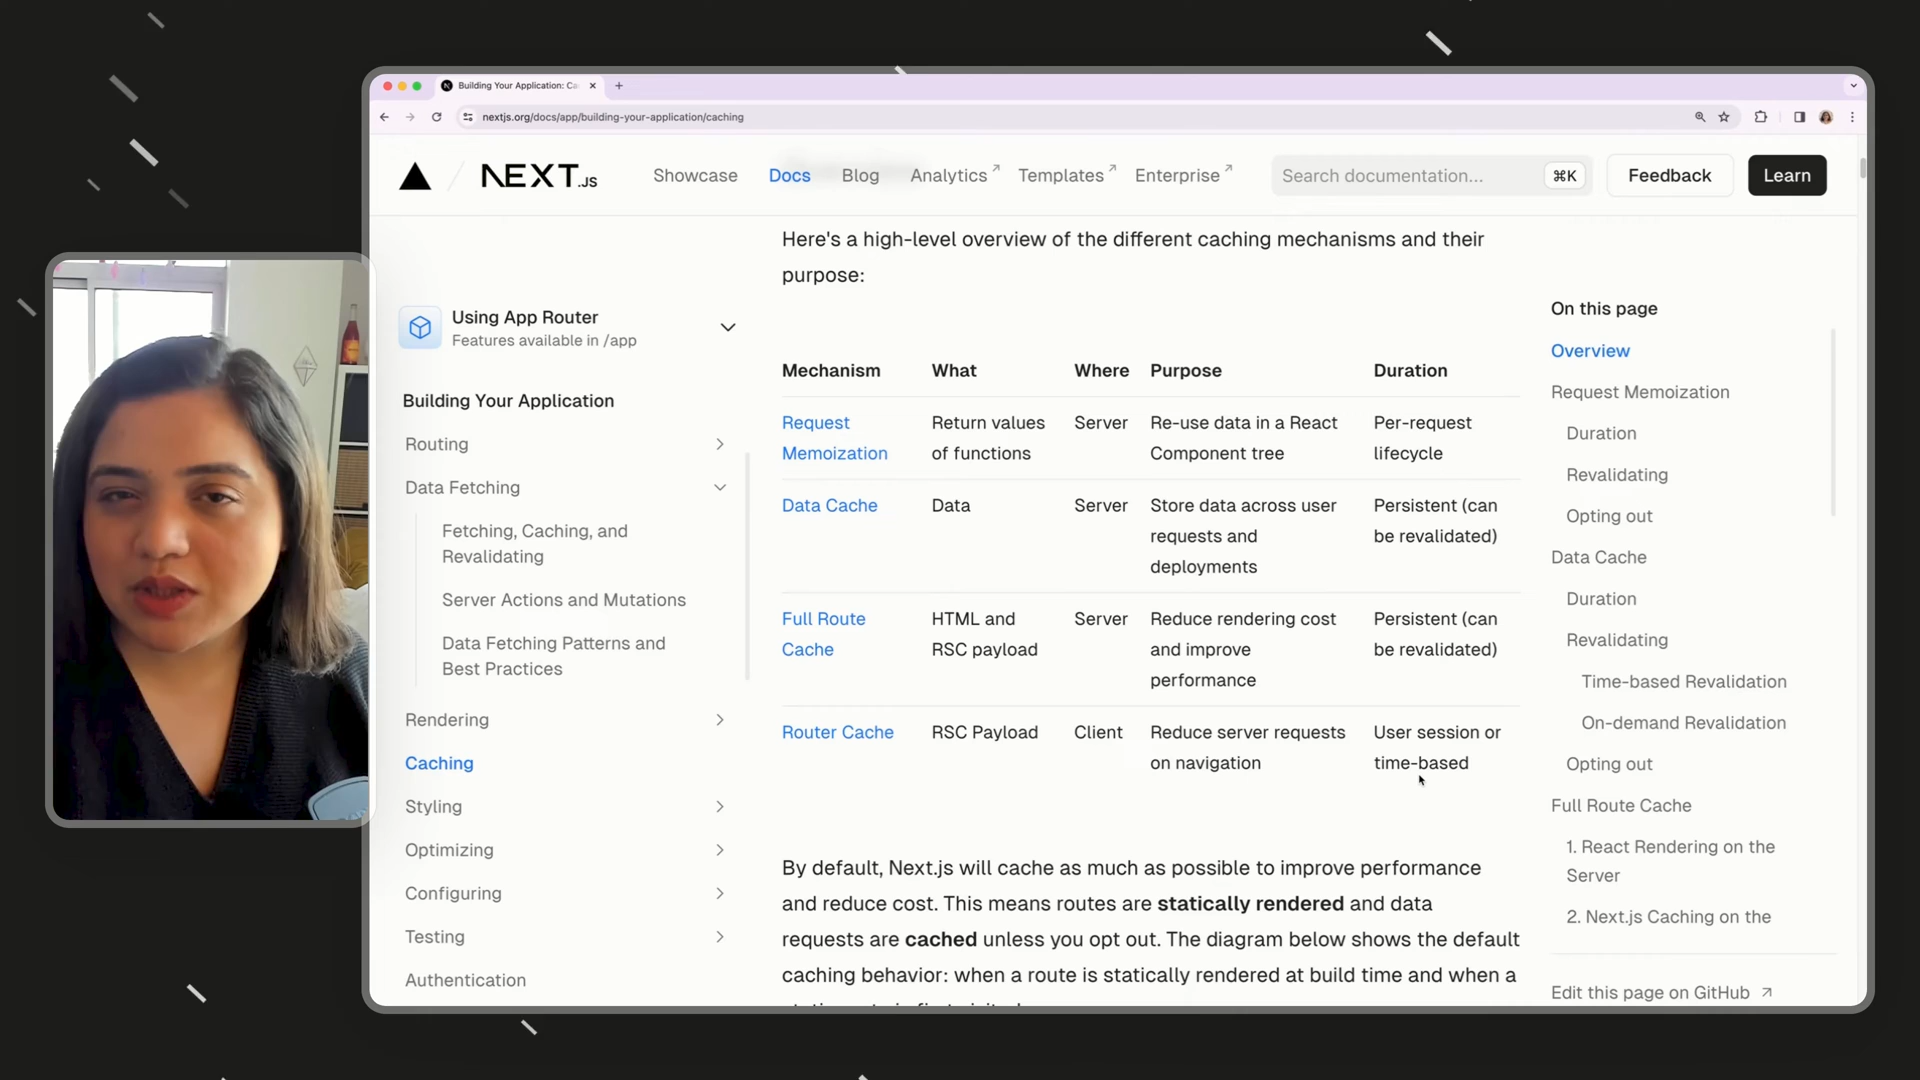 Building Your Application: Ca
nextjs.org/docs/app/building-your-application/caching
NEXT.JS
Showcase
Docs
Blog
Analytics
Templates
Enterprise
Search documentation...
⌘K
Feedback
Learn
Using App Router
Features available in /app
Building Your Application
Routing
Data Fetching
Fetching, Caching, and
Revalidating
Server Actions and Mutations
Data Fetching Patterns and
Best Practices
Rendering
Caching
Styling
Optimizing
Configuring
Testing
Authentication
Here's a high-level overview of the different caching mechanisms and their
purpose:
Mechanism What Where Purpose Duration
Request Return values Server Re-use data in a React Per-request
Memoization of functions Component tree lifecycle
Data Cache Data Server Store data across user Persistent (can
requests and be revalidated)
deployments
Full Route HTML and Server Reduce rendering cost Persistent (can
Cache RSC payload and improve be revalidated)
performance
Router Cache RSC Payload Client Reduce server requests User session or
on navigation time-based
By default, Next.js will cache as much as possible to improve performance
and reduce cost. This means routes are statically rendered and data
requests are cached unless you opt out. The diagram below shows the default
caching behavior: when a route is statically rendered at build time and when a
On this page
Overview
Request Memoization
Duration
Revalidating
Opting out
Data Cache
Duration
Revalidating
Time-based Revalidation
On-demand Revalidation
Opting out
Full Route Cache
1. React Rendering on the
Server
2. Next.js Caching on the
Edit this page on GitHub